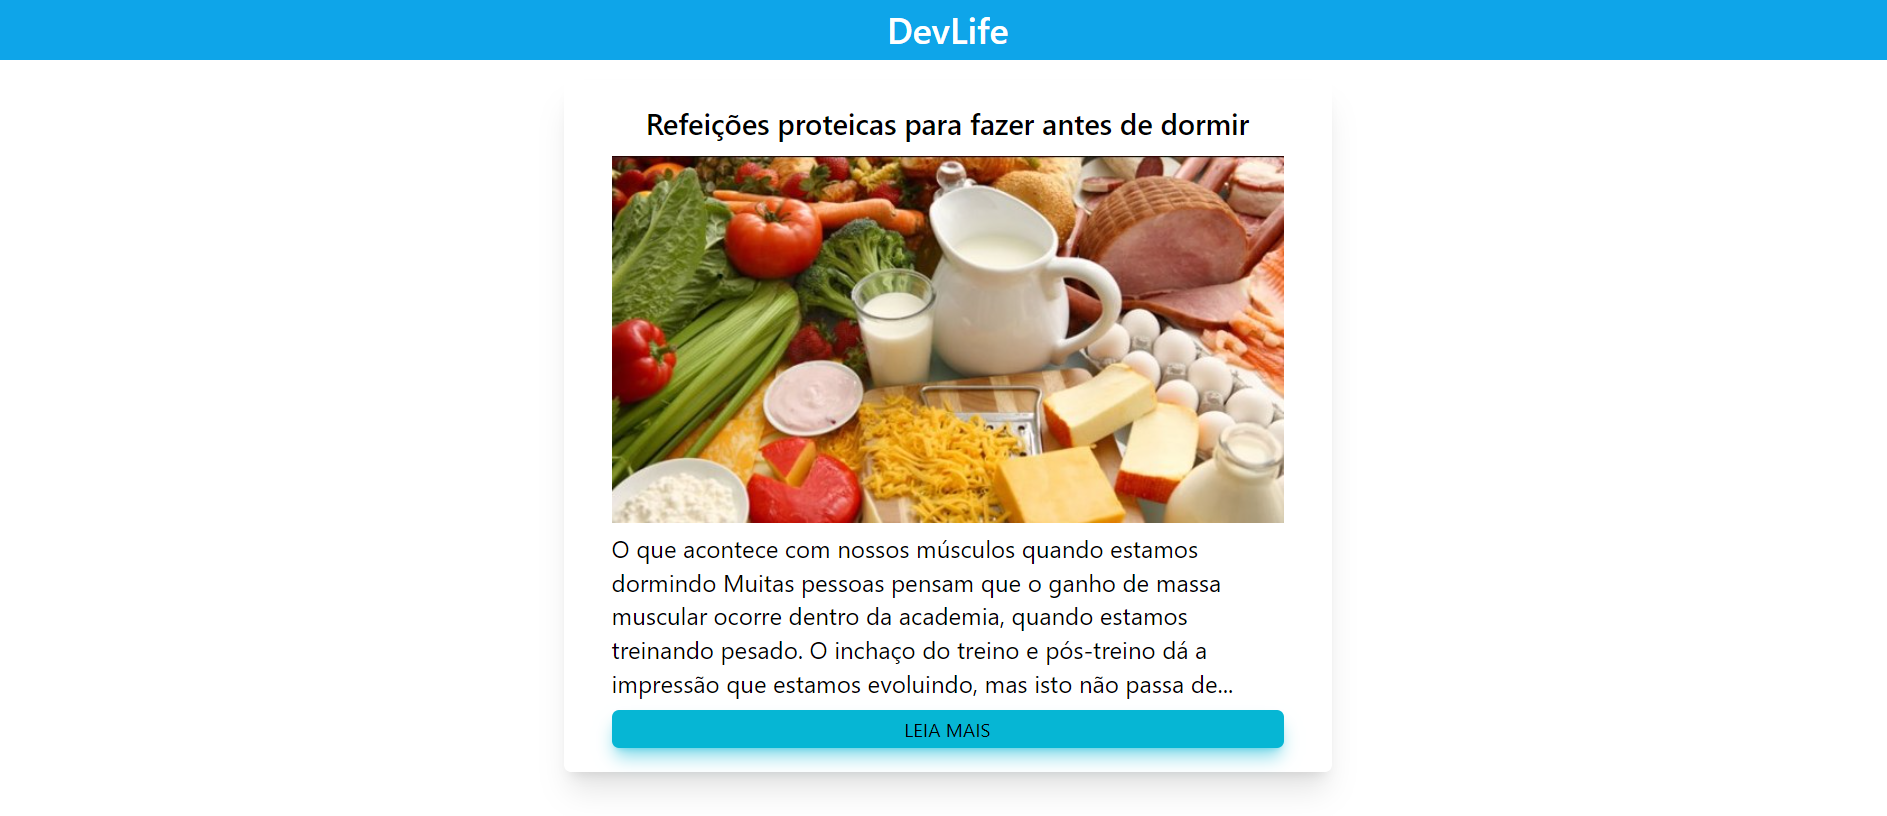 DevLife
Refeições proteicas para fazer antes de dormir
O que acontece com nossos músculos quando estamos
dormindo Muitas pessoas pensam que o ganho de massa
muscular ocorre dentro da academia, quando estamos
treinando pesado. O inchaço do treino e pós-treino dá a
impressão que estamos evoluindo, mas isto não passa de...
LEIA MAIS